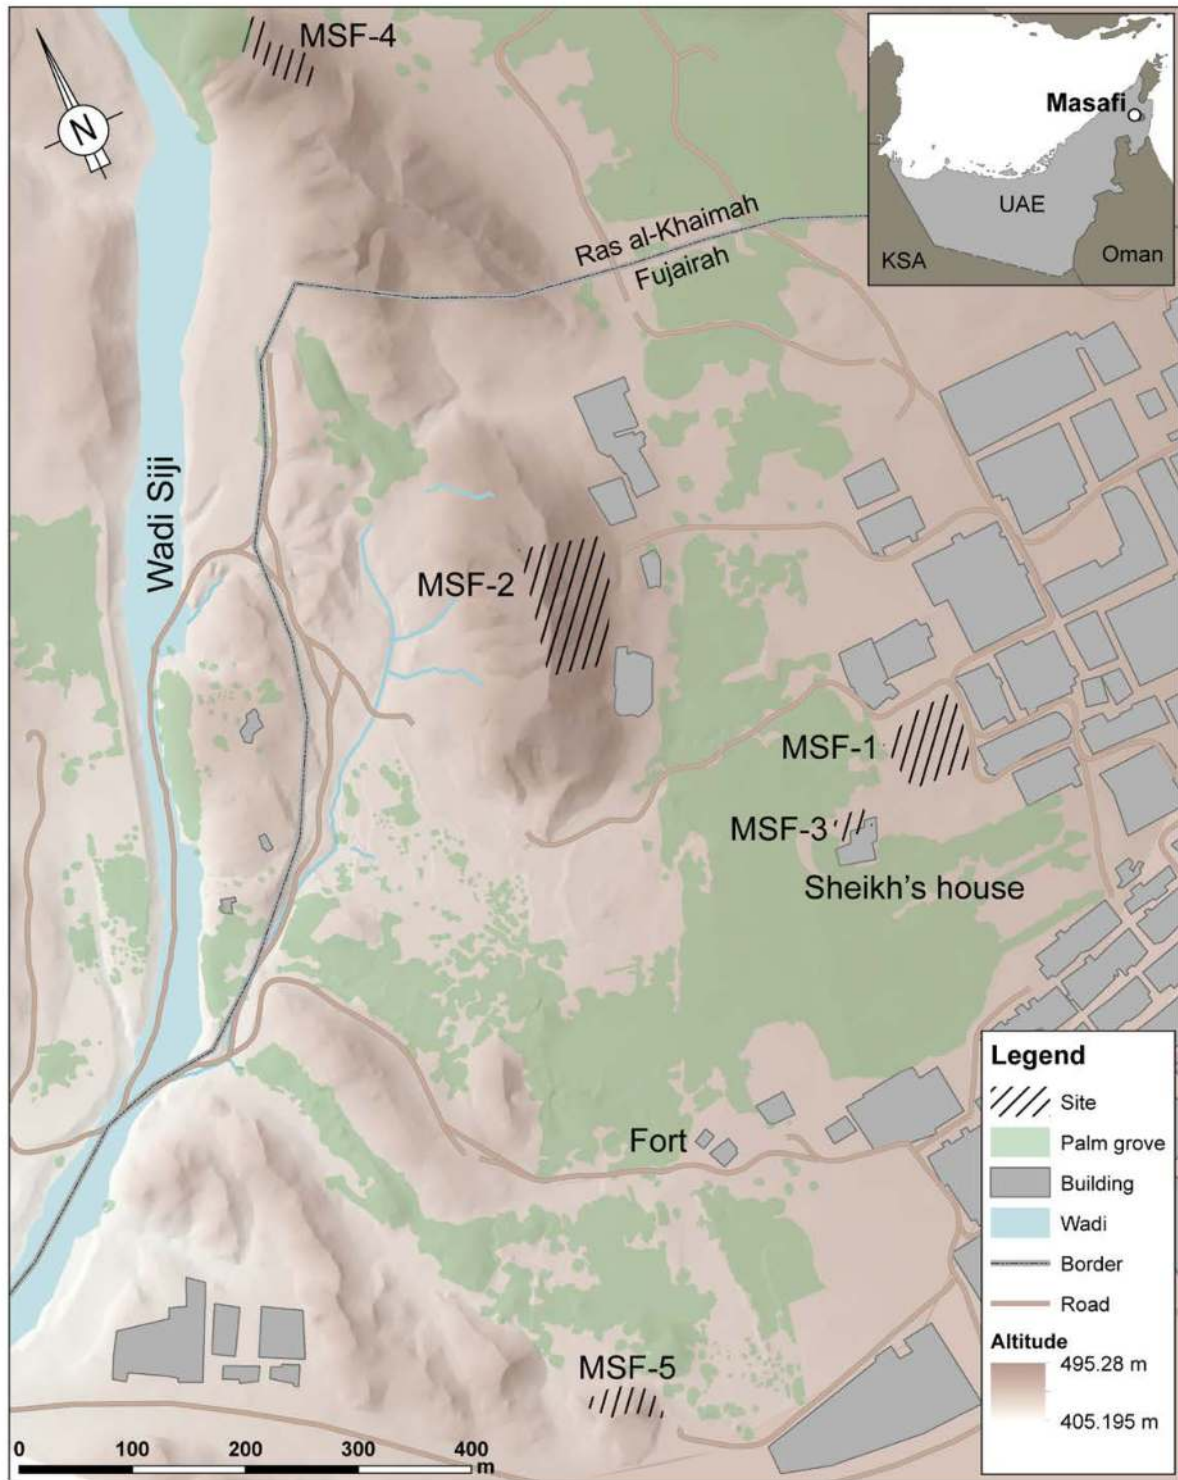 MSF-4
N
Masafi
UAE
KSA
Oman
Ras al-Khaimah
Fujairah
Wadi Siji
MSF-2
MSF-1
MSF-3
Sheikh's house
Fort
MSF-5
Legend
Site
Palm grove
Building
Wadi
Border
Road
Altitude
495.28 m
405.195 m
0 100 200 300 400
m